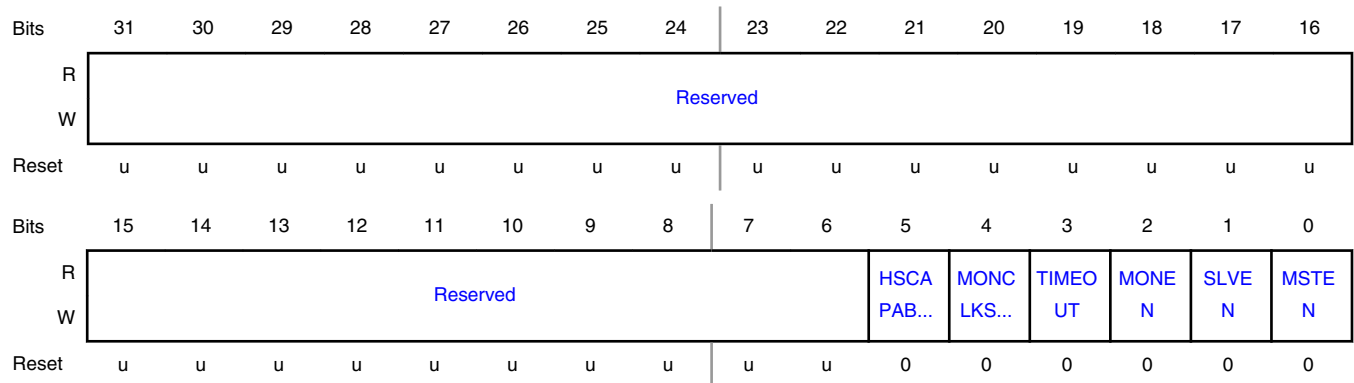 Bits 31 30 29 28 27 26 25 24 23 22 21 20 19 18 17 16
R
Reserved
W
Reset u u u u u u u u u u u u u u u u
Bits 15 14 13 12 11 10 9 8 7 6 5 4 3 2 1 0
R
Reserved HSCA MONC TIMEO MONE SLVE MSTE
PAB... LKS... UT N N N
W
Reset u u u u u u u u u u 0 0 0 0 0 0